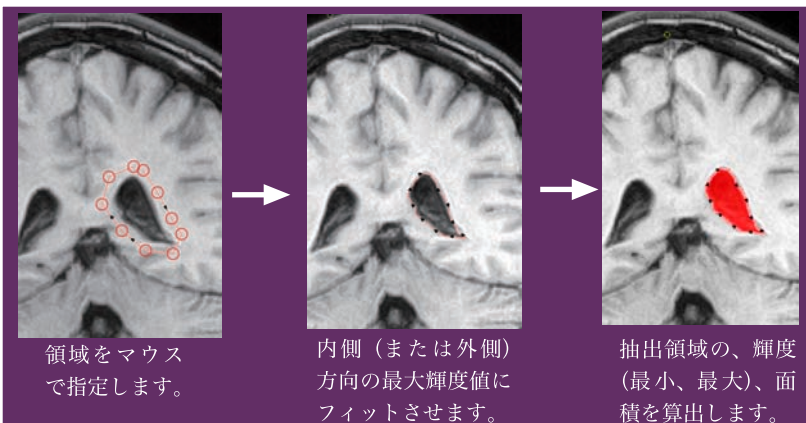 領域をマウス
で指定します。
内側（または外側）
方向の最大輝度値に
フィットさせます。
抽出領域の、輝度
（最小、最大）、面
積を算出します。